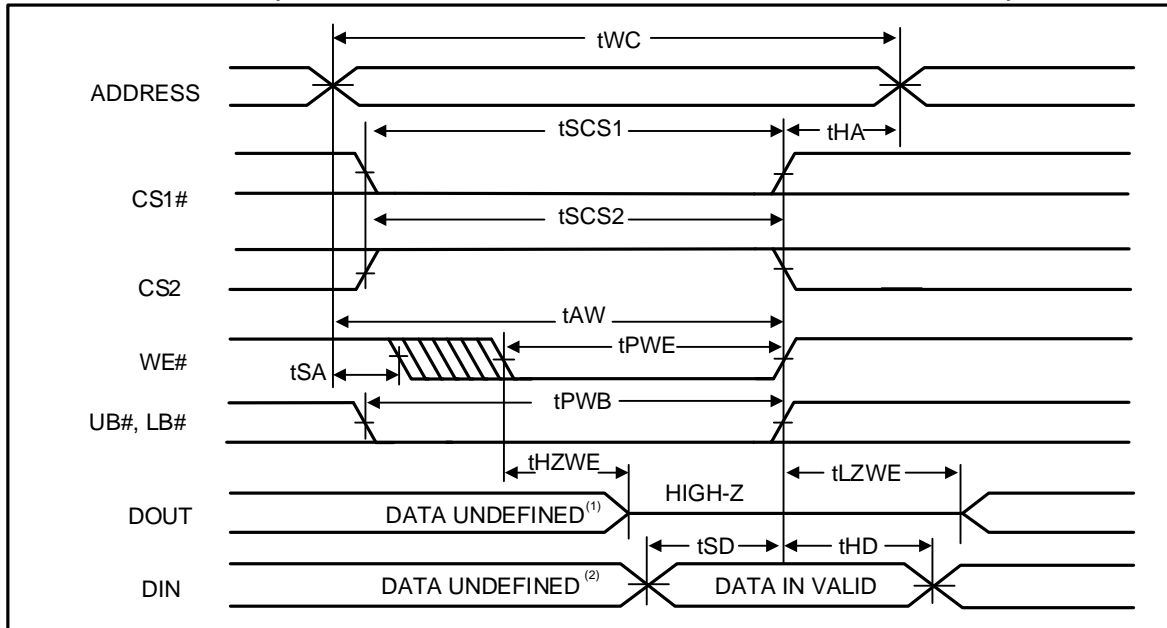 tWC
ADDRESS
tSCS1
tHA
CS1#
tSCS2
CS2
tAW
WE#
tPWE
tSA
tPWB
UB#, LB#
tHZWE
tLZWE
HIGH-Z
DOUT
DATA UNDEFINED(1)
tSD
tHD
DIN
DATA UNDEFINED (2)
DATA IN VALID